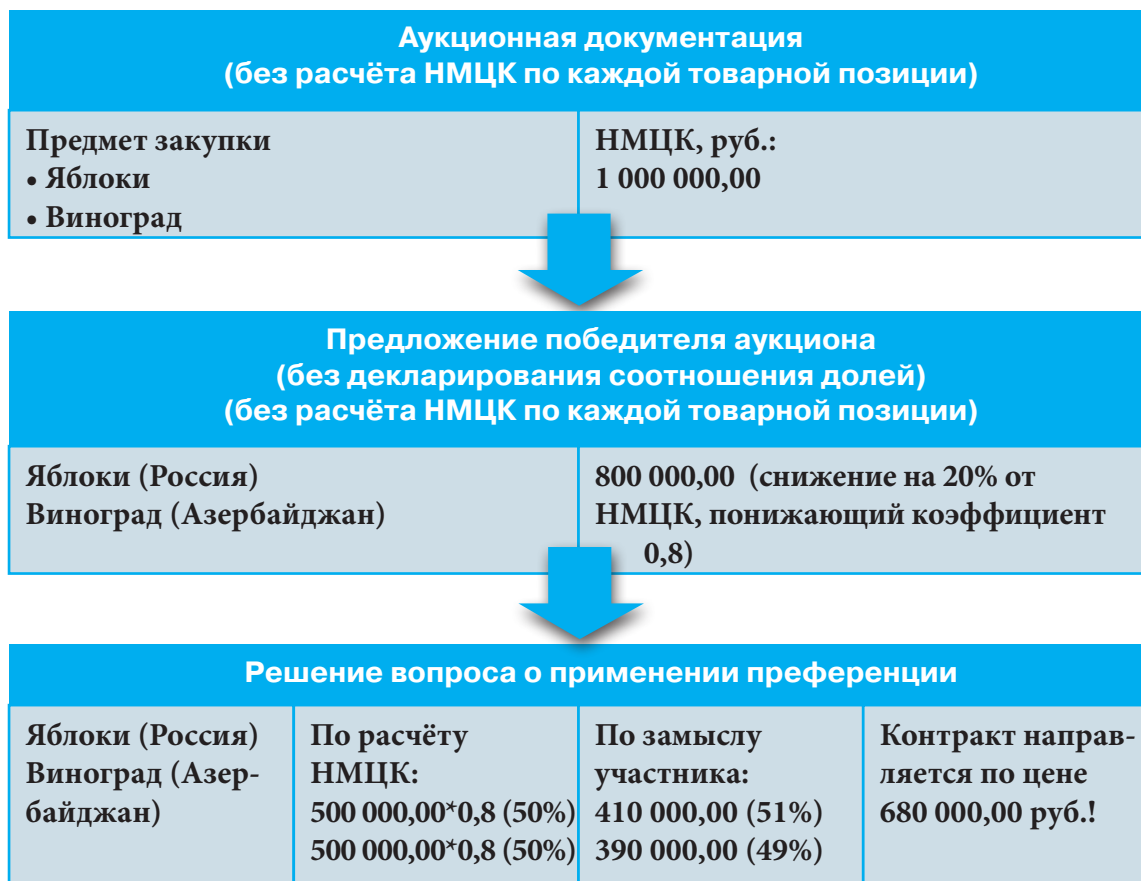 Аукционная документация
(без расчёта НМЦК по каждой товарной позиции)
Предмет закупки
• Яблоки
• Виноград
НМЦК, руб.:
1 000 000,00
Предложение победителя аукциона
(без декларирования соотношения долей)
(без расчёта НМЦК по каждой товарной позиции)
Яблоки (Россия)
Виноград (Азербайджан)
800 000,00 (снижение на 20% от
НМЦК, понижающий коэффициент
0,8)
Решение вопроса о применении преференции
Яблоки (Россия)
Виноград (Азер-
байджан)
По расчёту
НМЦК:
500 000,00*0,8 (50%)
500 000,00*0,8 (50%)
По замыслу
участника:
410 000,00 (51%)
390 000,00 (49%)
Контракт направ-
ляется по цене
680 000,00 руб.!